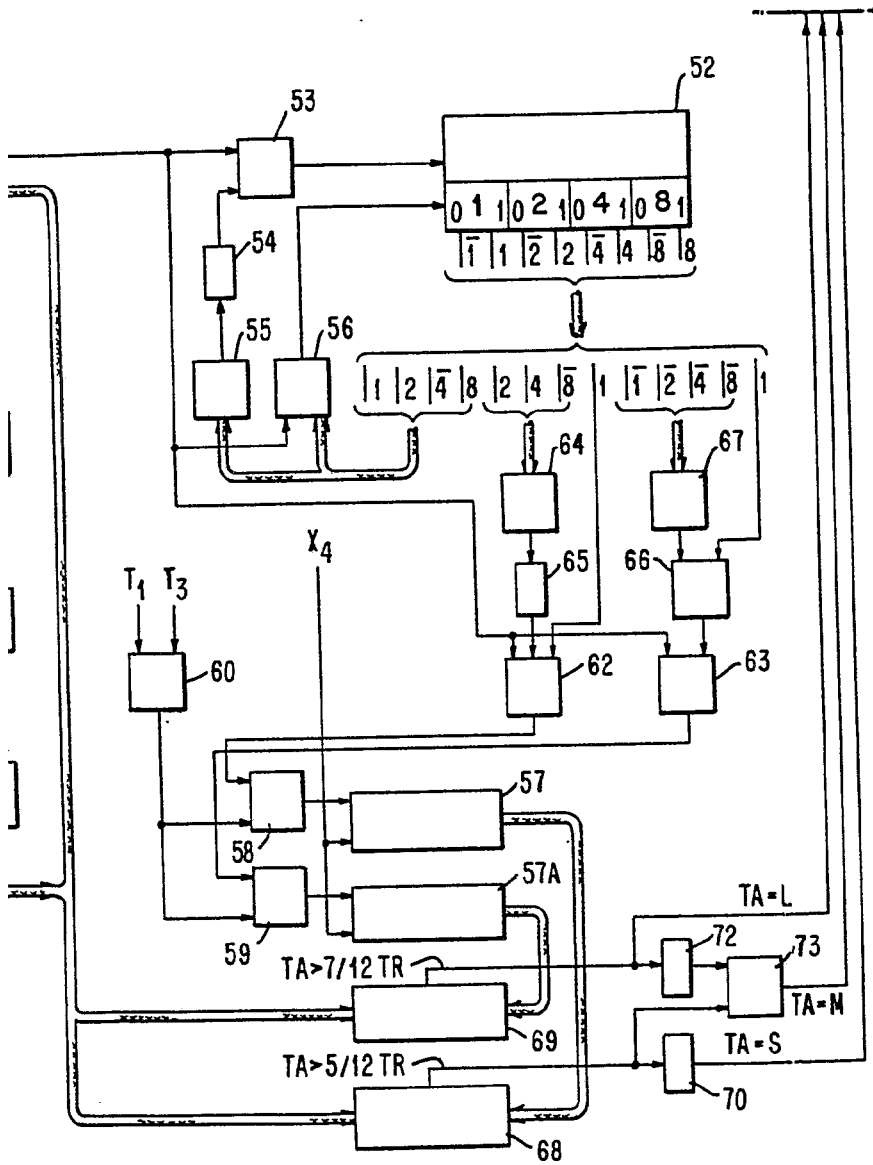 52
53
0 1 1 0 2 1 0 4 1 0 8 1
1̅ 1 2̅ 2 4̅ 4 8̅ 8
54
55
56
1 2 4̅ 8 2 4 8̅ 1 1̅ 2̅ 4̅ 8̅ 1
64
67
X4
65
66
T1 T3
60
62
63
57
58
57A
59
TA=L
72
73
TA>7/12 TR
TA=M
69
TA=S
TA>5/12 TR
70
68